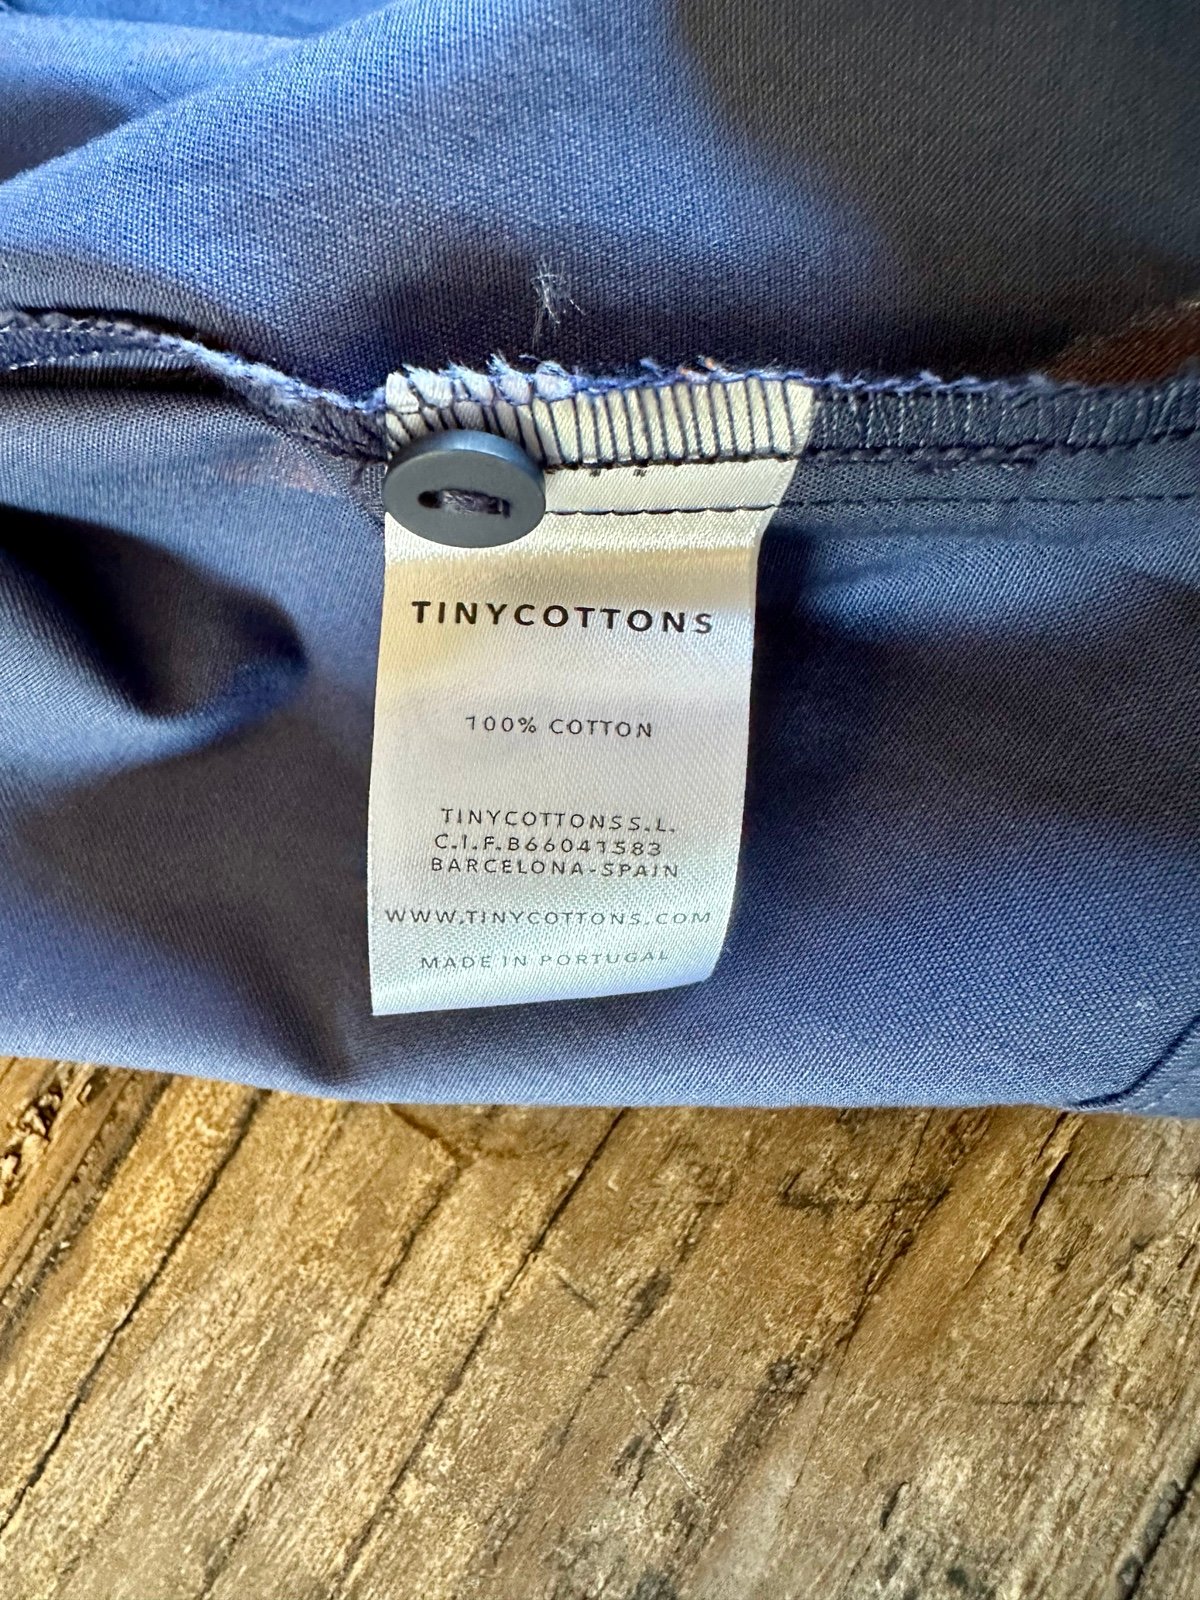 TINYCOTTONS
100% COTTON
TINYCOTTONS S.L.
C.I.F. B66041583
BARCELONA-SPAIN
WWW.TINYCOTTONS.COM
MADE IN PORTUGAL